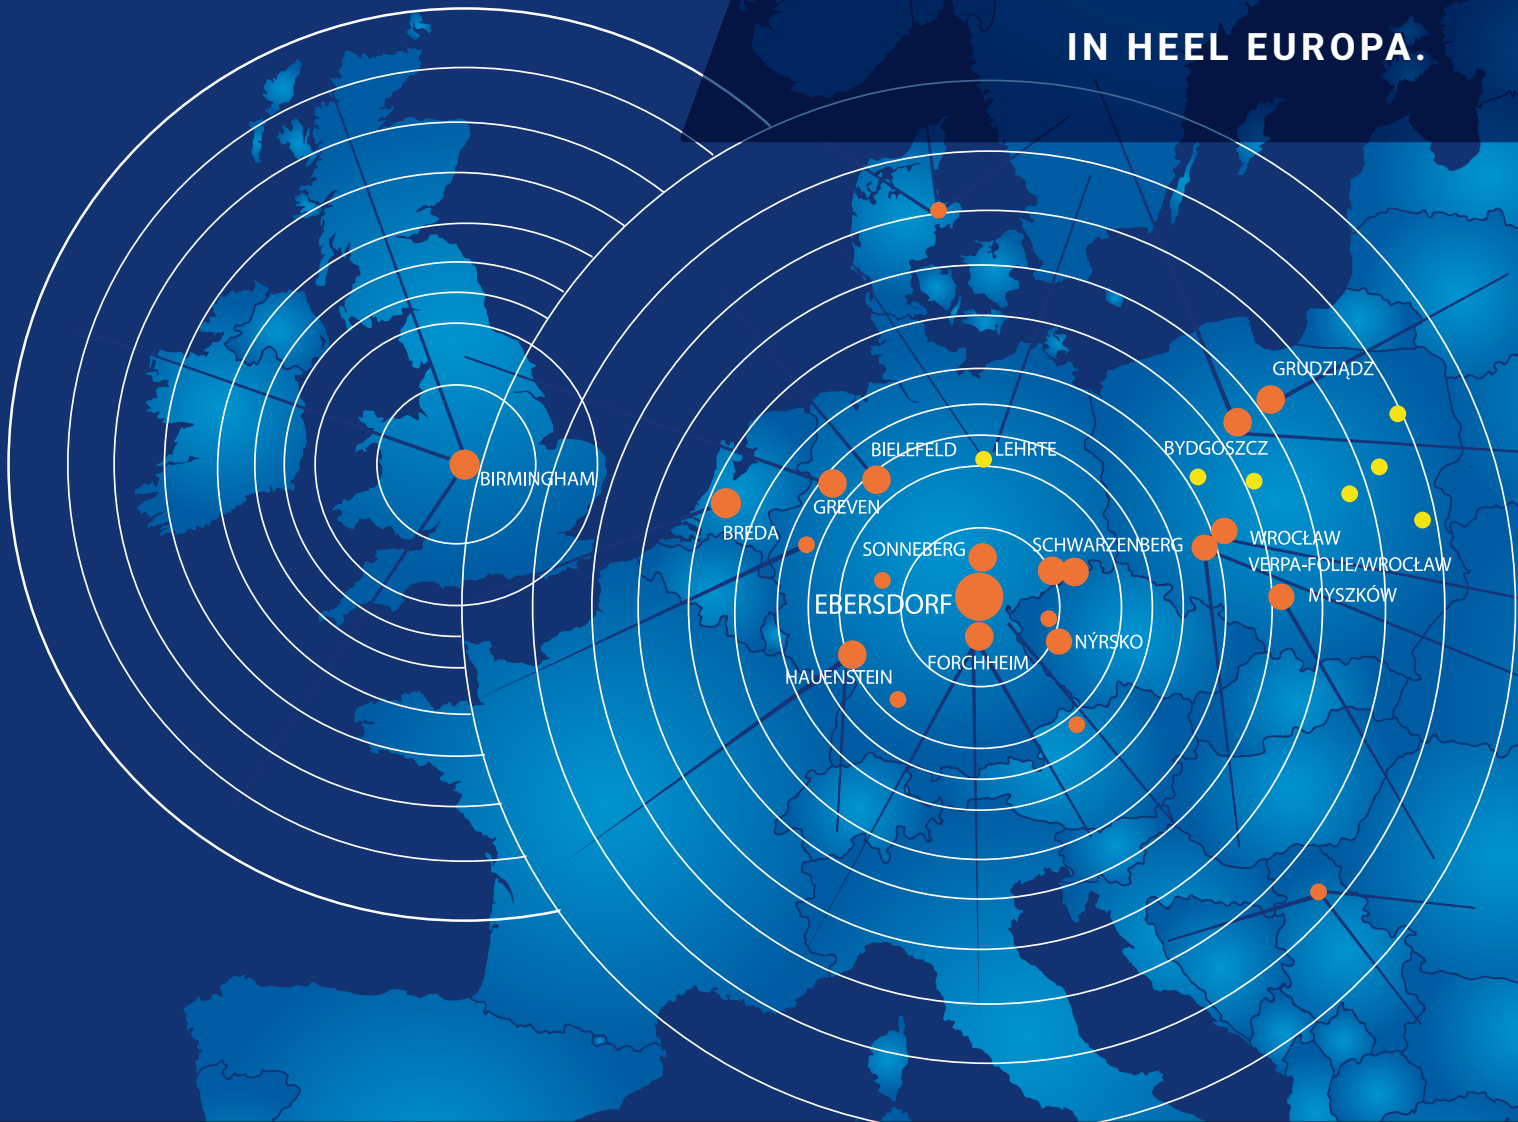 IN HEEL EUROPA.
GRUDZIĄDZ
BYDGOSZCZ
BIELEFELD
LEHRTE
BIRMINGHAM
GREVEN
BREDA
WROCŁAW
SONNEBERG
SCHWARZENBERG
VERPA-FOLIE/WROCŁAW
MYSZKÓW
EBERSDORF
NÝRSKO
FORCHHEIM
HAUENSTEIN